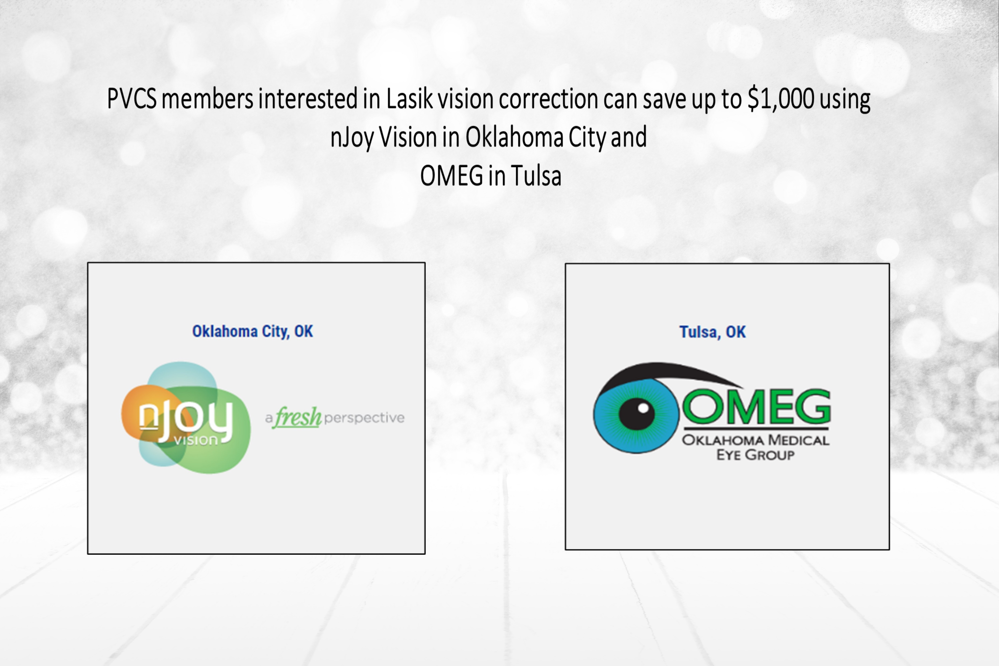 PVCS members interested in Lasik vision correction can save up to $1,000 using
nJoy Vision in Oklahoma City and
OMEG in Tulsa
Oklahoma City, OK
njoy
VISION
a fresh perspective
Tulsa, OK
OMEG
OKLAHOMA MEDICAL
EYE GROUP